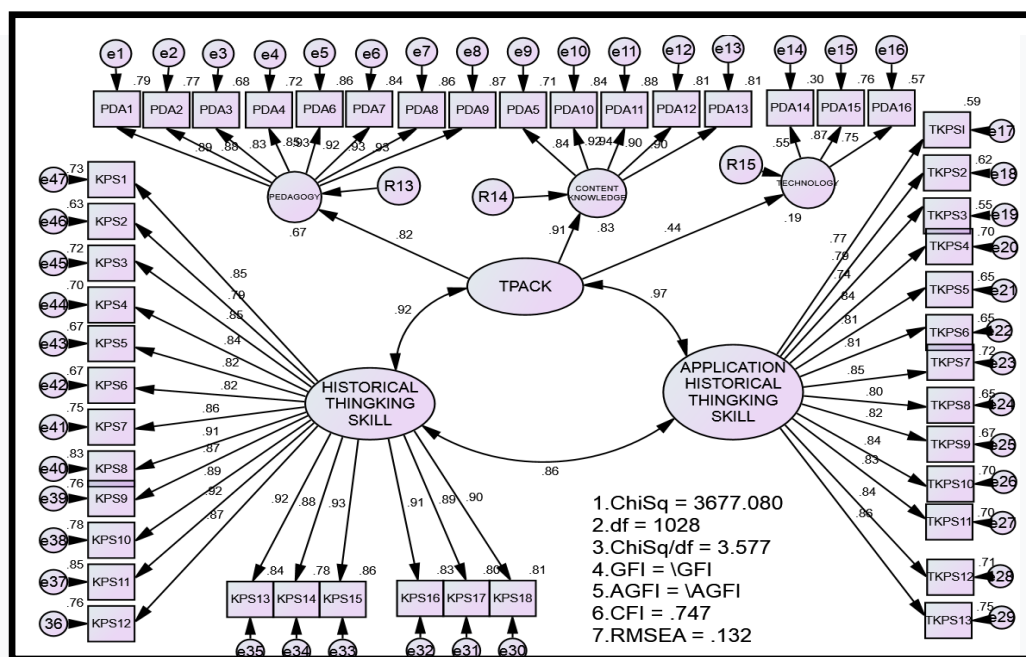 e1 e2 e3 e4 e5 e6 e7 e8 e9 e10 e11 e12 e13 e14 e15 e16
.79 .77 .68 .72 .86 .84 .86 .87 .71 .84 .88 .81 .81 .30 .76 .57
PDA1 PDA2 PDA3 PDA4 PDA6 PDA7 PDA8 PDA9 PDA5 PDA10 PDA11 PDA12 PDA13 PDA14 PDA15 PDA16
.89 .88 .83 .85 .93 .92 .93 .93 .84 .92 .94 .90 .90 .55 .87 .75
PEDAGOGY
R13
.67
R14
CONTENT
KNOWLEDGE
.83
R15
TECHNOLOGY
.19
.82 .91 .44
TPACK
.92 .97
HISTORICAL
THINGKING
SKILL
APPLICATION
HISTORICAL
THINGKING
SKILL
.86
e47 .73 KPS1 .85
e46 .63 KPS2 .79
e45 .72 KPS3 .85
e44 .70 KPS4 .84
e43 .67 KPS5 .82
e42 .67 KPS6 .82
e41 .75 KPS7 .86
e40 .83 KPS8 .91
e39 .76 KPS9 .87
e38 .78 KPS10 .89
e37 .85 KPS11 .92
36 .76 KPS12 .87
.92 .88 .93 .91 .89 .90
.84 .78 .86 .83 .80 .81
KPS13 KPS14 KPS15 KPS16 KPS17 KPS18
e35 e34 e33 e32 e31 e30
.77 TKPSI .59 e17
.79 TKPS2 .62 e18
.74 TKPS3 .55 e19
.84 TKPS4 .70 e20
.81 TKPS5 .65 e21
.81 TKPS6 .65 e22
.85 TKPS7 .72 e23
.80 TKPS8 .65 e24
.82 TKPS9 .67 e25
.84 TKPS10 .70 e26
.83 TKPS11 .70 e27
.84 TKPS12 .71 e28
.86 TKPS13 .75 e29
1.ChiSq = 3677.080
2.df = 1028
3.ChiSq/df = 3.577
4.GFI = \GFI
5.AGFI = \AGFI
6.CFI = .747
7.RMSEA = .132